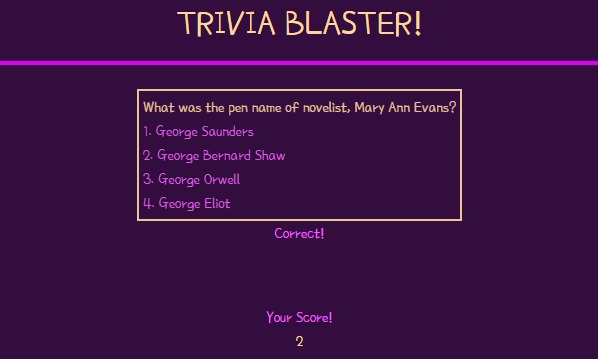 TRIVIA BLASTER!
What was the pen name of novelist, Mary Ann Evans?
1. George Saunders
2. George Bernard Shaw
3. George Orwell
4. George Eliot
Correct!
Your Score!
2